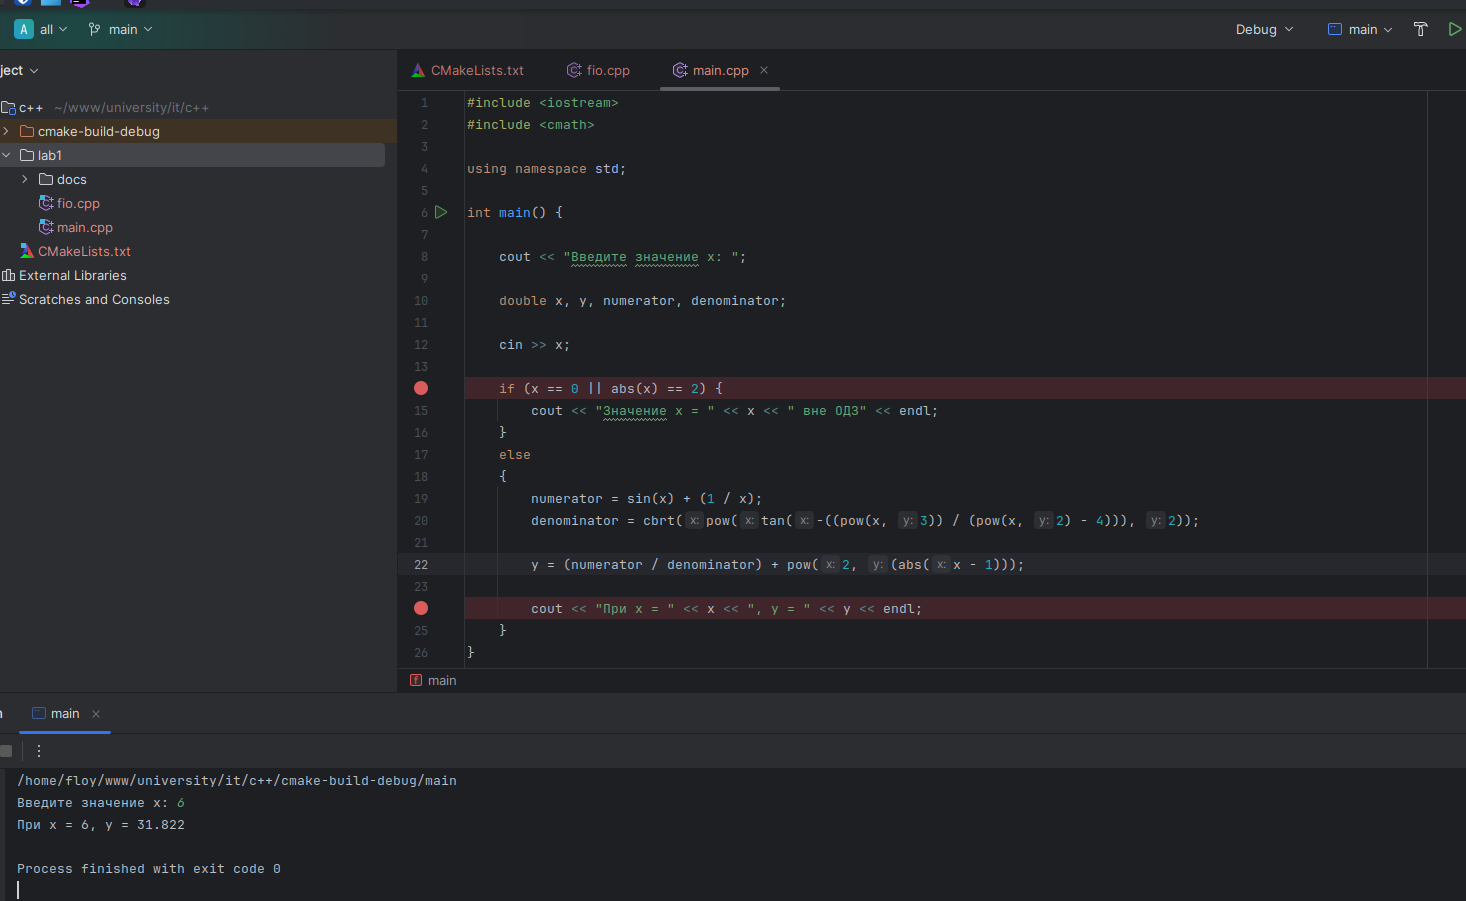 A all main Debug main
ject
CMakeLists.txt fio.cpp main.cpp
c++ ~/www/university/it/c++
cmake-build-debug
lab1
docs
fio.cpp
main.cpp
CMakeLists.txt
External Libraries
Scratches and Consoles
1 #include <iostream>
2 #include <cmath>
3
4 using namespace std;
5
6 int main() {
7
8 cout << "Введите значение x: ";
9
10 double x, y, numerator, denominator;
11
12 cin >> x;
13
if (x == 0 || abs(x) == 2) {
15 cout << "Значение x = " << x << " вне ОДЗ" << endl;
16 }
17 else
18 {
19 numerator = sin(x) + (1 / x);
20 denominator = cbrt( x: pow( x: tan( x: -((pow(x, y: 3)) / (pow(x, y: 2) - 4))), y: 2));
21
22 y = (numerator / denominator) + pow( x: 2, y: (abs( x: x - 1)));
23
cout << "При x = " << x << ", y = " << y << endl;
25 }
26 }
f main
main
/home/floy/www/university/it/c++/cmake-build-debug/main
Введите значение x: 6
При x = 6, y = 31.822
Process finished with exit code 0